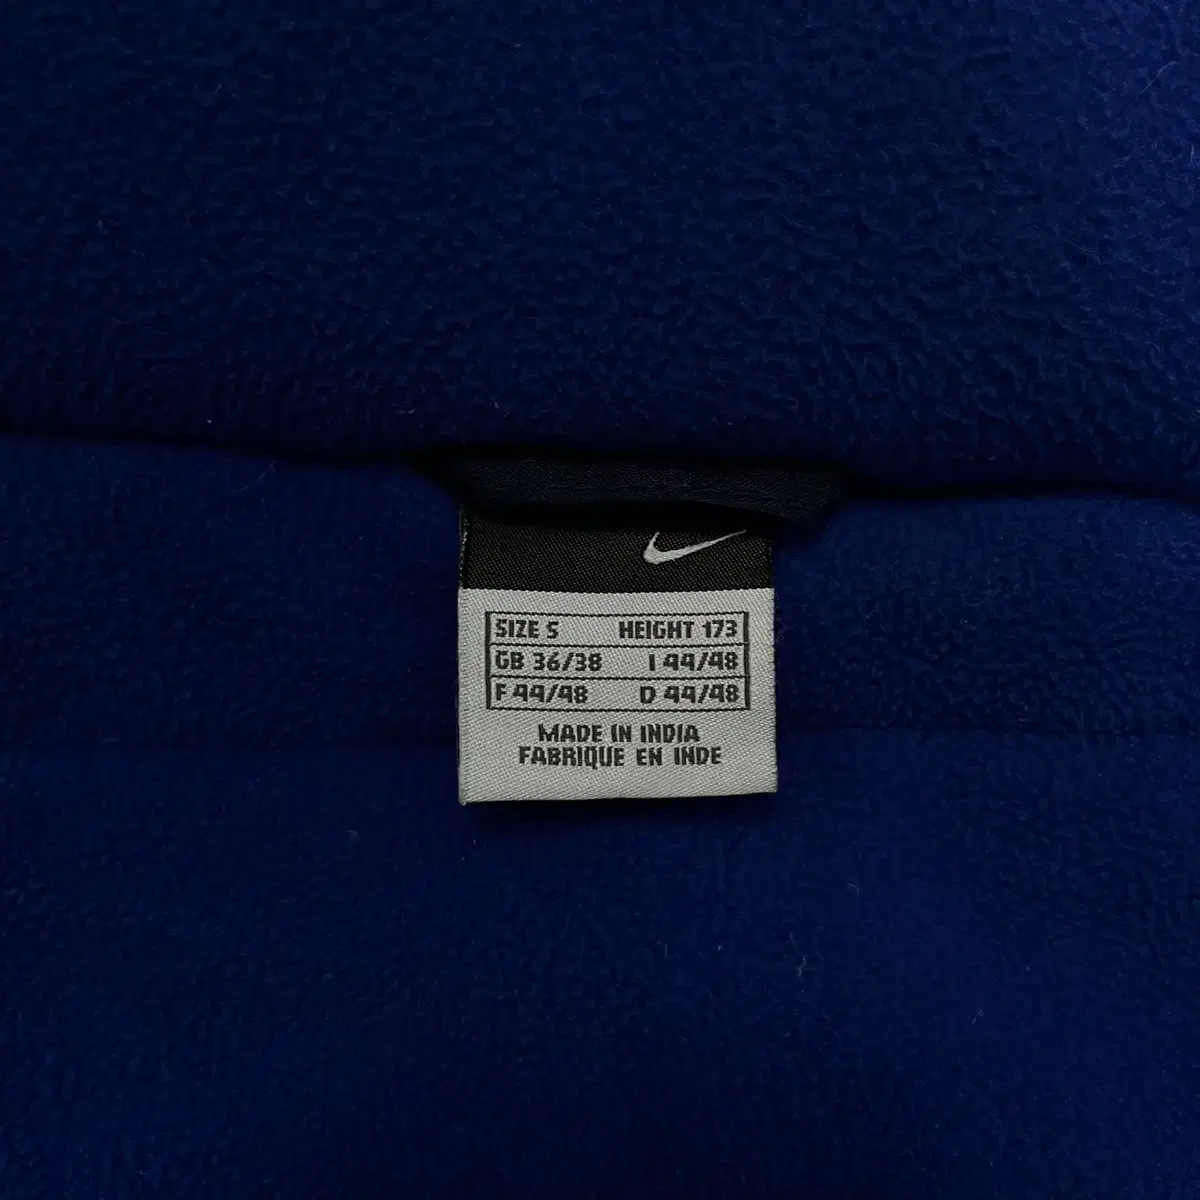 SIZE S HEIGHT 173
GB 36/38 I 44/48
F 44/48 D 44/48
MADE IN INDIA
FABRIQUE EN INDE